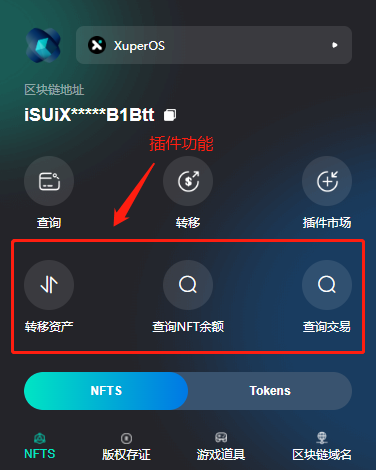 XuperOS
区块链地址
iSUiX*****B1Btt
插件功能
查询 转移 插件市场
转移资产 查询NFT余额 查询交易
NFTS Tokens
NFTS 版权存证 游戏道具 区块链域名